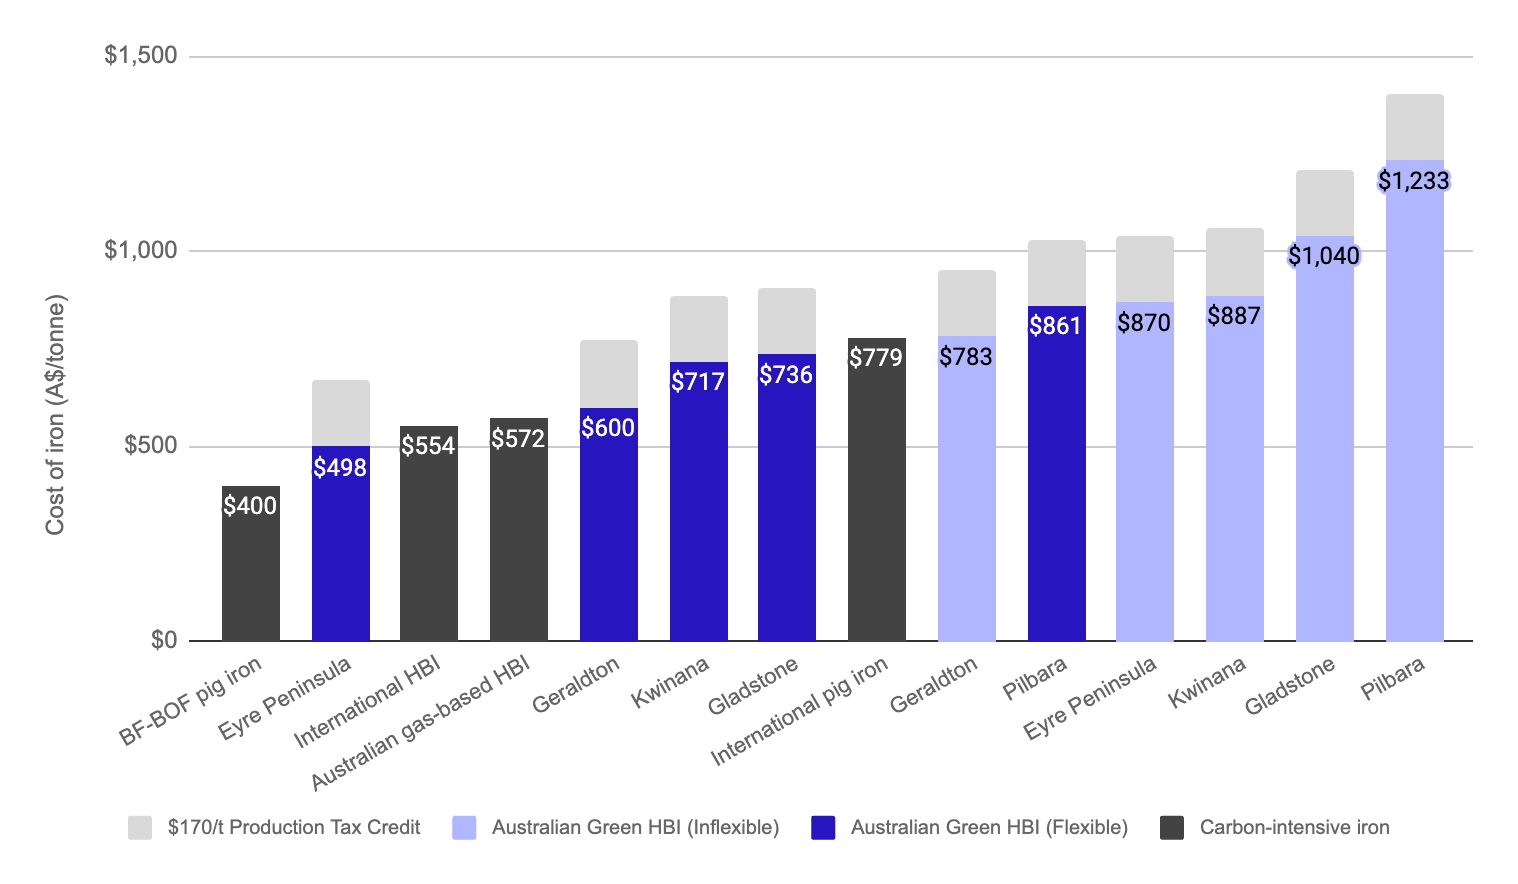 $1,500
$1,000
$500
$0
Cost of iron (A$/tonne)
$400
$498
$554
$572
$600
$717
$736
$779
$783
$861
$870
$887
$1,040
$1,233
BF-BOF pig iron
Eyre Peninsula
International HBI
Australian gas-based HBI
Geraldton
Kwinana
Gladstone
International pig iron
Geraldton
Pilbara
Eyre Peninsula
Kwinana
Gladstone
Pilbara
$170/t Production Tax Credit
Australian Green HBI (Inflexible)
Australian Green HBI (Flexible)
Carbon-intensive iron